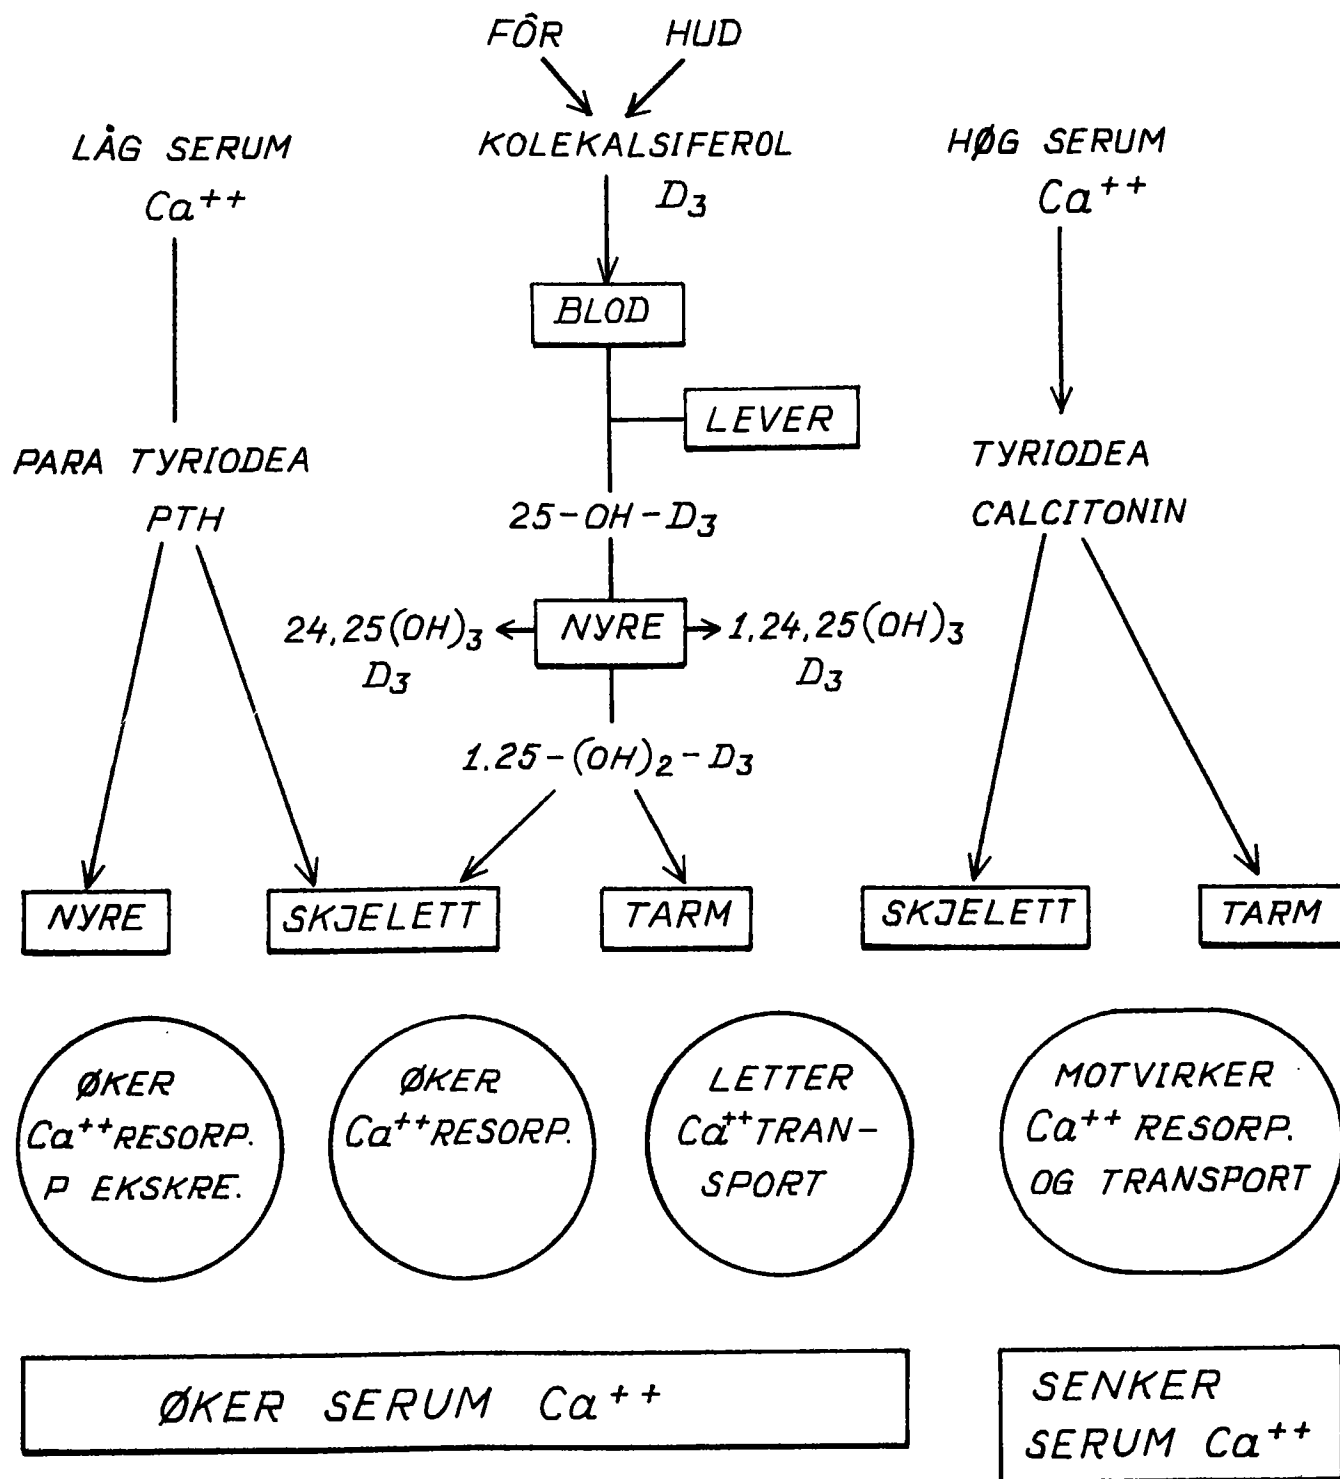 FÔR HUD
LÅG SERUM
Ca++
KOLEKALSIFEROL
D3
HØG SERUM
Ca++
BLOD
LEVER
PARA TYRIODEA
PTH
TYRIODEA
CALCITONIN
25-OH-D3
24,25(OH)3
D3
NYRE
1,24,25(OH)3
D3
1.25-(OH)2-D3
NYRE
SKJELETT
TARM
SKJELETT
TARM
ØKER
Ca++RESORP.
P EKSKRE.
ØKER
Ca++RESORP.
LETTER
Ca++TRAN-
SPORT
MOTVIRKER
Ca++ RESORP.
OG TRANSPORT
ØKER SERUM Ca++
SENKER
SERUM Ca++